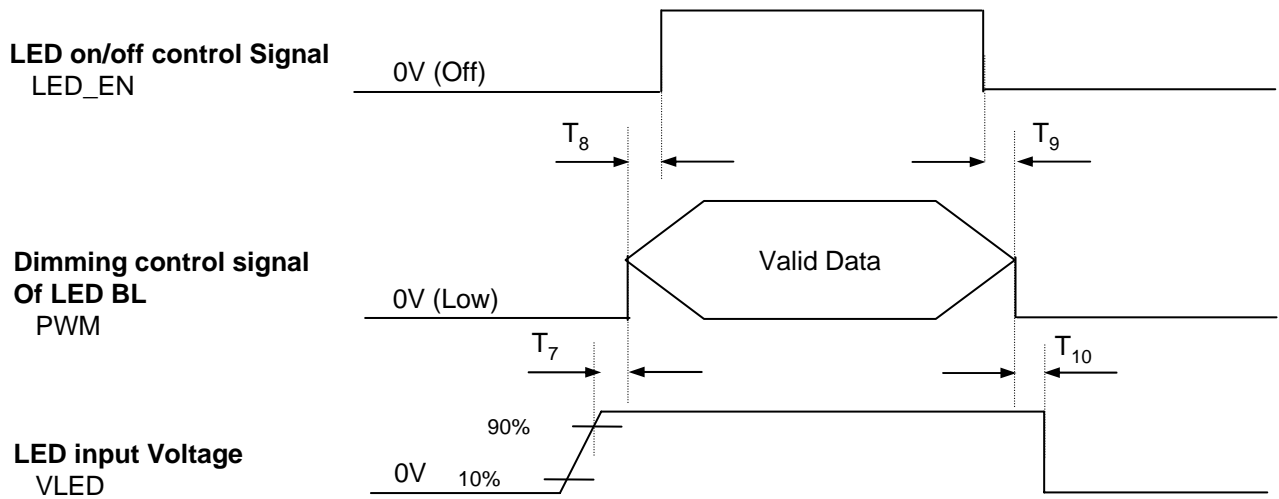 LED on/off control Signal
LED_EN
0V (Off)
T8
T9
Dimming control signal
Of LED BL
PWM
0V (Low)
Valid Data
T7
T10
90%
LED input Voltage
VLED
0V
10%